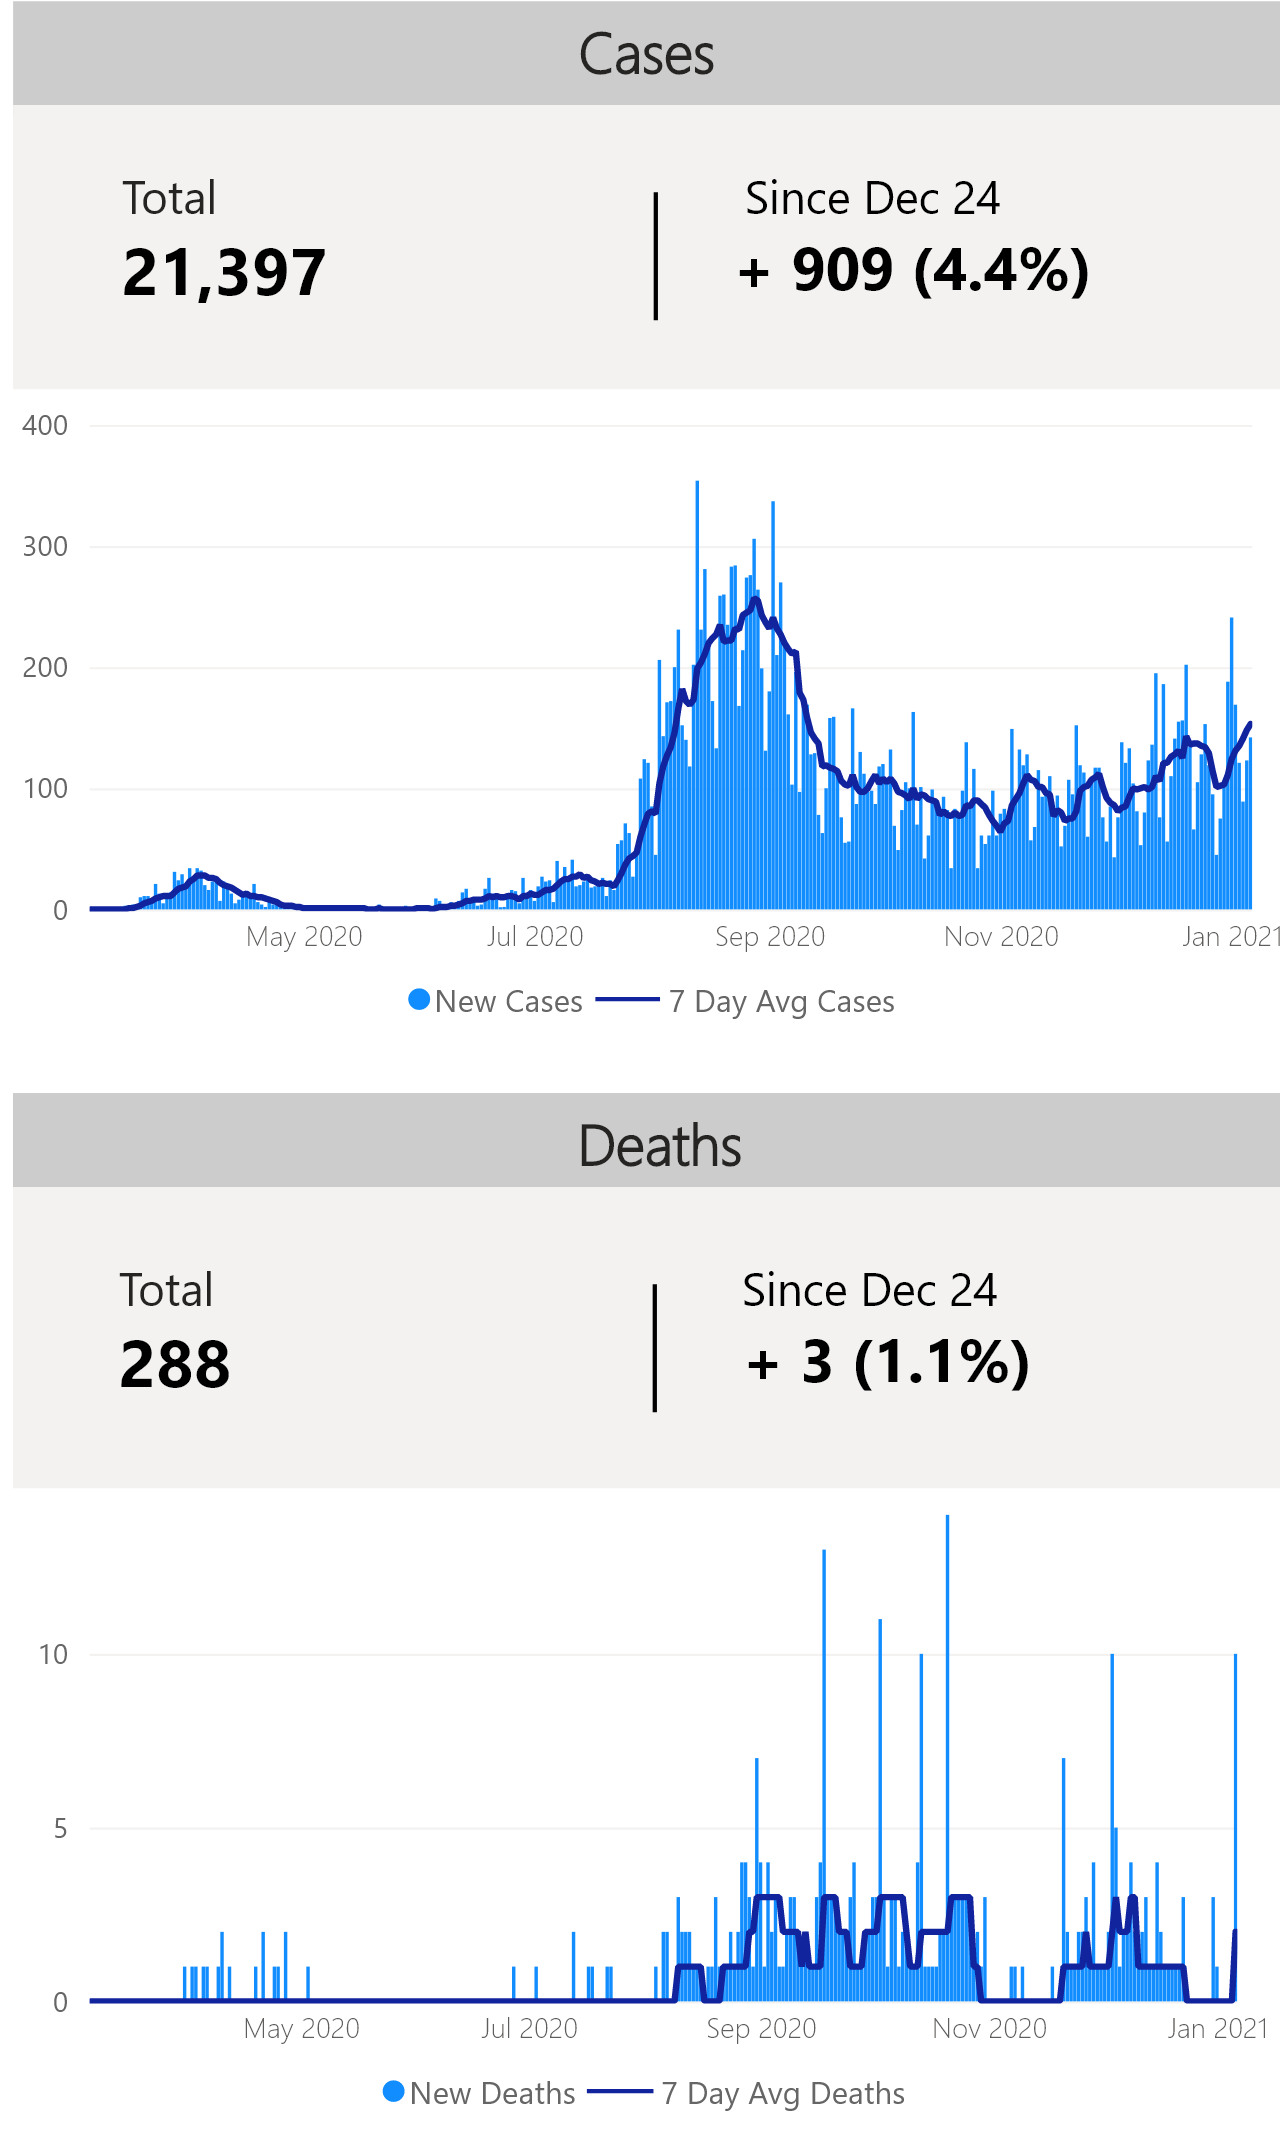 Cases
Total
21,397
Since Dec 24
+ 909 (4.4%)
400
300
200
100
0
May 2020 Jul 2020 Sep 2020 Nov 2020 Jan 2021
New Cases 7 Day Avg Cases
Deaths
Total
288
Since Dec 24
+ 3 (1.1%)
10
5
0
May 2020 Jul 2020 Sep 2020 Nov 2020 Jan 2021
New Deaths 7 Day Avg Deaths